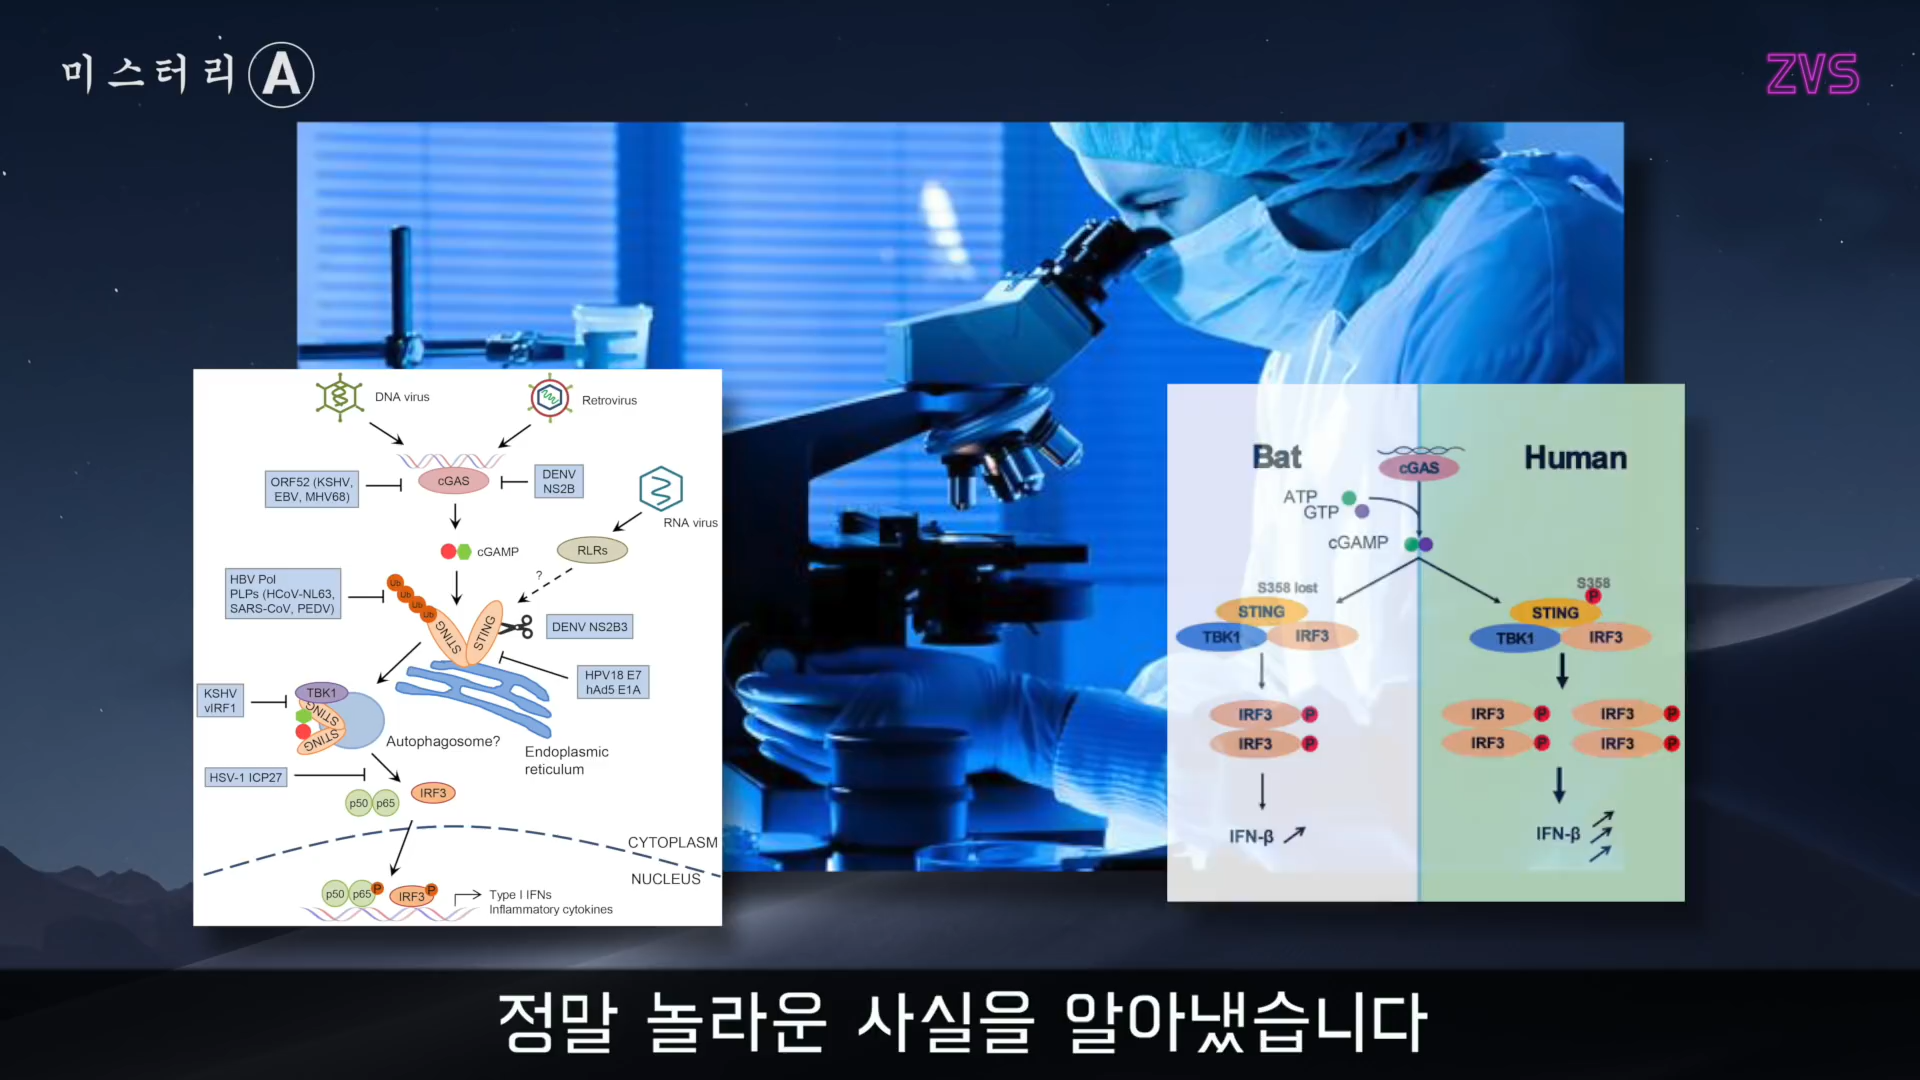 미스터리 A
ZVS
DNA virus
Retrovirus
ORF52 (KSHV,
EBV, MHV68)
cGAS
DENV
NS2B
RNA virus
cGAMP
RLRs
?
HBV Pol
PLPs (HCoV-NL63,
SARS-CoV, PEDV)
Ub
Ub
Ub
Ub
STING
STING
DENV NS2B3
HPV18 E7
hAd5 E1A
KSHV
vIRF1
TBK1
STING
STING
Autophagosome?
Endoplasmic
reticulum
HSV-1 ICP27
p50 p65
IRF3
CYTOPLASM
NUCLEUS
p50 p65 P
IRF3 P
Type I IFNs
Inflammatory cytokines
Bat
cGAS
Human
ATP
GTP
cGAMP
S358 lost
STING
TBK1 IRF3
IRF3 P
IRF3 P
IFN-β
S358
P
STING
TBK1 IRF3
IRF3 P IRF3 P
IRF3 P IRF3 P
IFN-β
정말 놀라운 사실을 알아냈습니다